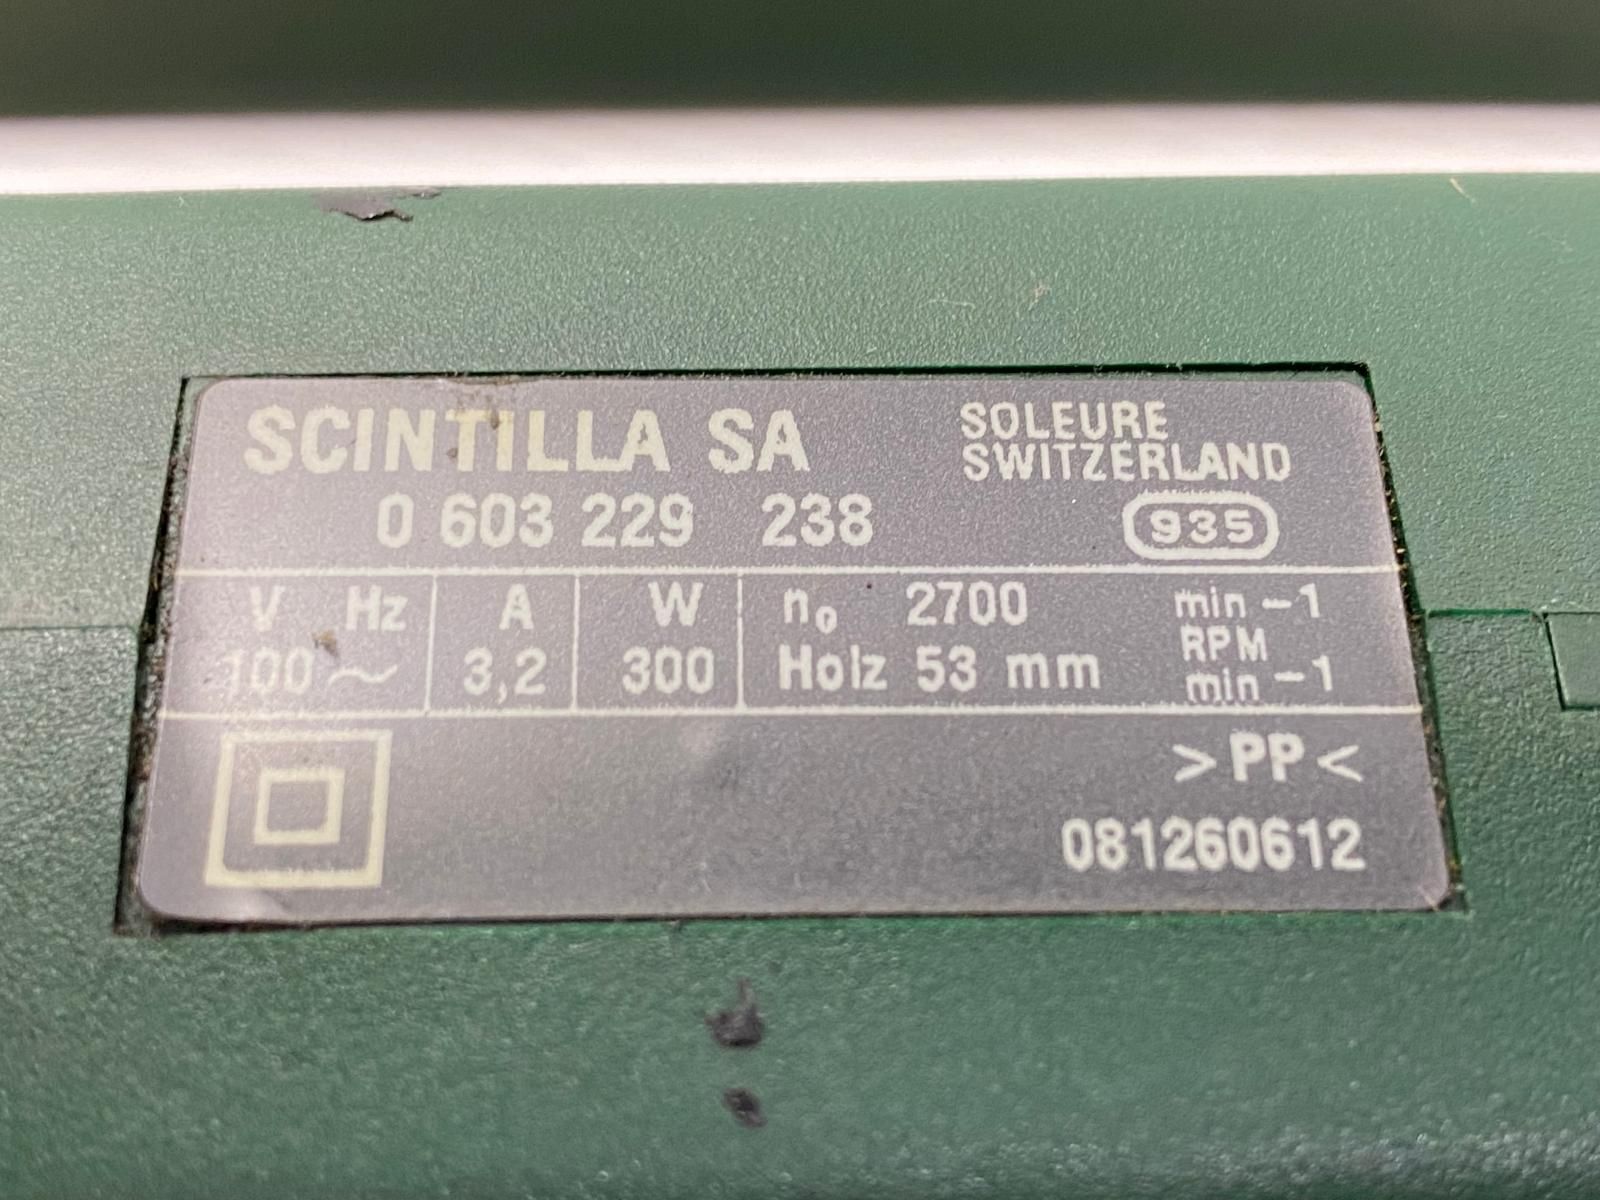 SCINTILLA SA
SOLEURE
SWITZERLAND
0 603 229 238
935
V Hz A W n0 2700 min -1
RPM
100 ~ 3,2 300 Holz 53 mm min -1
>PP<
081260612